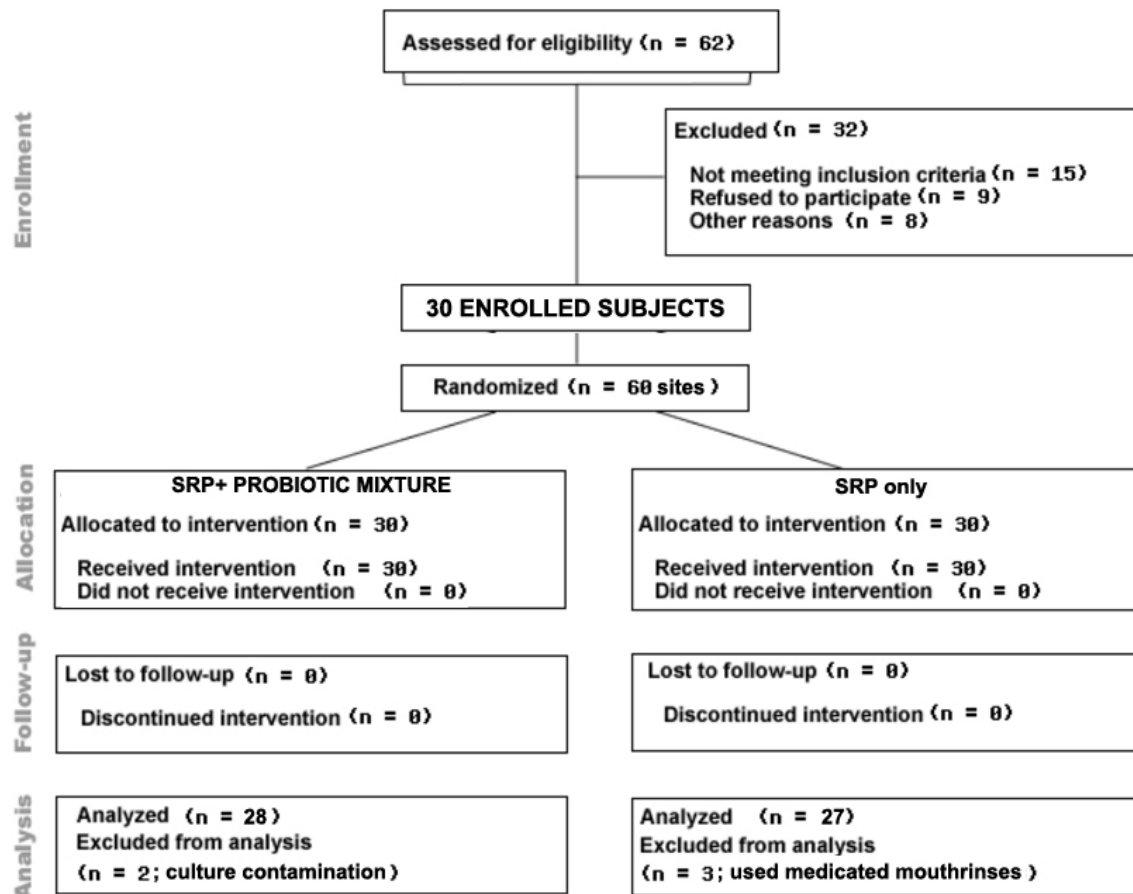 Assessed for eligibility (n = 62)
Enrollment
Excluded (n = 32)
Not meeting inclusion criteria (n = 15)
Refused to participate (n = 9)
Other reasons (n = 8)
30 ENROLLED SUBJECTS
Randomized (n = 60 sites )
Allocation
SRP+ PROBIOTIC MIXTURE
Allocated to intervention (n = 30)
Received intervention (n = 30)
Did not receive intervention (n = 0)
SRP only
Allocated to intervention (n = 30)
Received intervention (n = 30)
Did not receive intervention (n = 0)
Follow-up
Lost to follow-up (n = 0)
Discontinued intervention (n = 0)
Lost to follow-up (n = 0)
Discontinued intervention (n = 0)
Analysis
Analyzed (n = 28)
Excluded from analysis
(n = 2; culture contamination)
Analyzed (n = 27)
Excluded from analysis
(n = 3; used medicated mouthrinses )